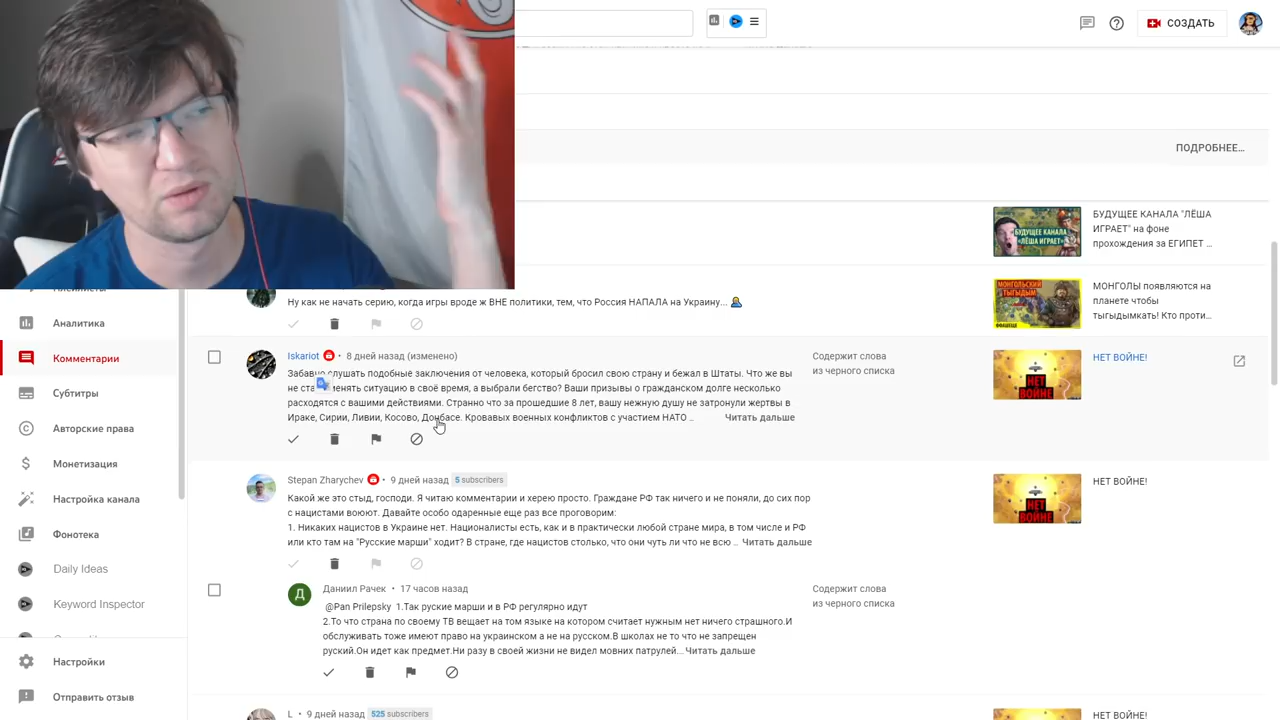 СОЗДАТЬ
ПОДРОБНЕЕ...
БУДУЩЕЕ КАНАЛА "ЛЁША
ИГРАЕТ" на фоне
прохождения за ЕГИПЕТ ...
БУДУЩЕЕ КАНАЛА
«ЛЁША ИГРАЕТ»
Ну как не начать серию, когда игры вроде ж ВНЕ политики, тем, что Россия НАПАЛА на Украину...
МОНГОЛЫ появляются на
планете чтобы
тыгыдымкать! Кто проти...
МОНГОЛЬСКИЙ
ТЫГЫДЫМ
Аналитика
Комментарии
Субтитры
Авторские права
Монетизация
Настройка канала
Фонотека
Daily Ideas
Keyword Inspector
Настройки
Отправить отзыв
Iskariot • 8 дней назад (изменено)
Забавно слушать подобные заключения от человека, который бросил свою страну и бежал в Штаты. Что же вы
не ста менять ситуацию в своё время, а выбрали бегство? Ваши призывы о гражданском долге несколько
расходятся с вашими действиями. Странно что за прошедшие 8 лет, вашу нежную душу не затронули жертвы в
Ираке, Сирии, Ливии, Косово, Донбасе. Кровавых военных конфликтов с участием НАТО ... Читать дальше
Содержит слова
из черного списка
НЕТ ВОЙНЕ!
НЕТ
ВОЙНЕ
Stepan Zharychev • 9 дней назад 5 subscribers
Какой же это стыд, господи. Я читаю комментарии и херею просто. Граждане РФ так ничего и не поняли, до сих пор
с нацистами воюют. Давайте особо одаренные еще раз все проговорим:
1. Никаких нацистов в Украине нет. Националисты есть, как и в практически любой стране мира, в том числе и РФ
или кто там на "Русские марши" ходит? В стране, где нацистов столько, что они чуть ли что не всю ... Читать дальше
НЕТ ВОЙНЕ!
НЕТ
ВОЙНЕ
Д
Даниил Рачек • 17 часов назад
@Pan Prilepsky 1.Так руские марши и в РФ регулярно идут
2.То что страна по своему ТВ вещает на том языке на котором считает нужным нет ничего страшного.И
обслуживать тоже имеют право на украинском а не на русском.В школах не то что не запрещен
руский.Он идет как предмет.Ни разу в своей жизни не видел мовних патрулей... Читать дальше
Содержит слова
из черного списка
L • 9 дней назад 525 subscribers
НЕТ ВОЙНЕ!